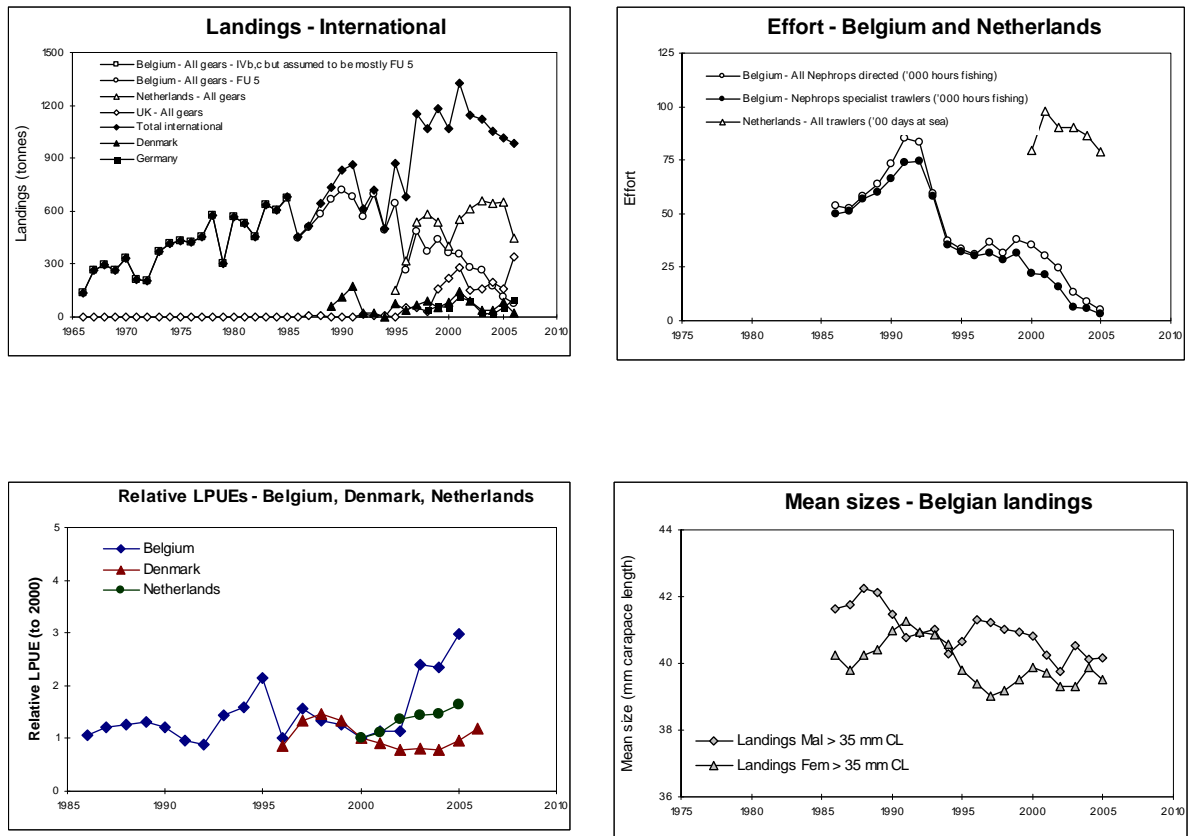 Landings - International
Landings (tonnes)
1500
1200
900
600
300
0
Belgium - All gears - IVb,c but assumed to be mostly FU 5
Belgium - All gears - FU 5
Netherlands - All gears
UK - All gears
Total international
Denmark
Germany
1965 1970 1975 1980 1985 1990 1995 2000 2005 2010
Effort - Belgium and Netherlands
Effort
125
100
75
50
25
0
Belgium - All Nephrops directed ('000 hours fishing)
Belgium - Nephrops specialist trawlers ('000 hours fishing)
Netherlands - All trawlers ('00 days at sea)
1975 1980 1985 1990 1995 2000 2005 2010
Relative LPUEs - Belgium, Denmark, Netherlands
Relative LPUE (to 2000)
5
4
3
2
1
0
Belgium
Denmark
Netherlands
1985 1990 1995 2000 2005 2010
Mean sizes - Belgian landings
Mean size (mm carapace length)
44
42
40
38
36
Landings Mal > 35 mm CL
Landings Fem > 35 mm CL
1975 1980 1985 1990 1995 2000 2005 2010